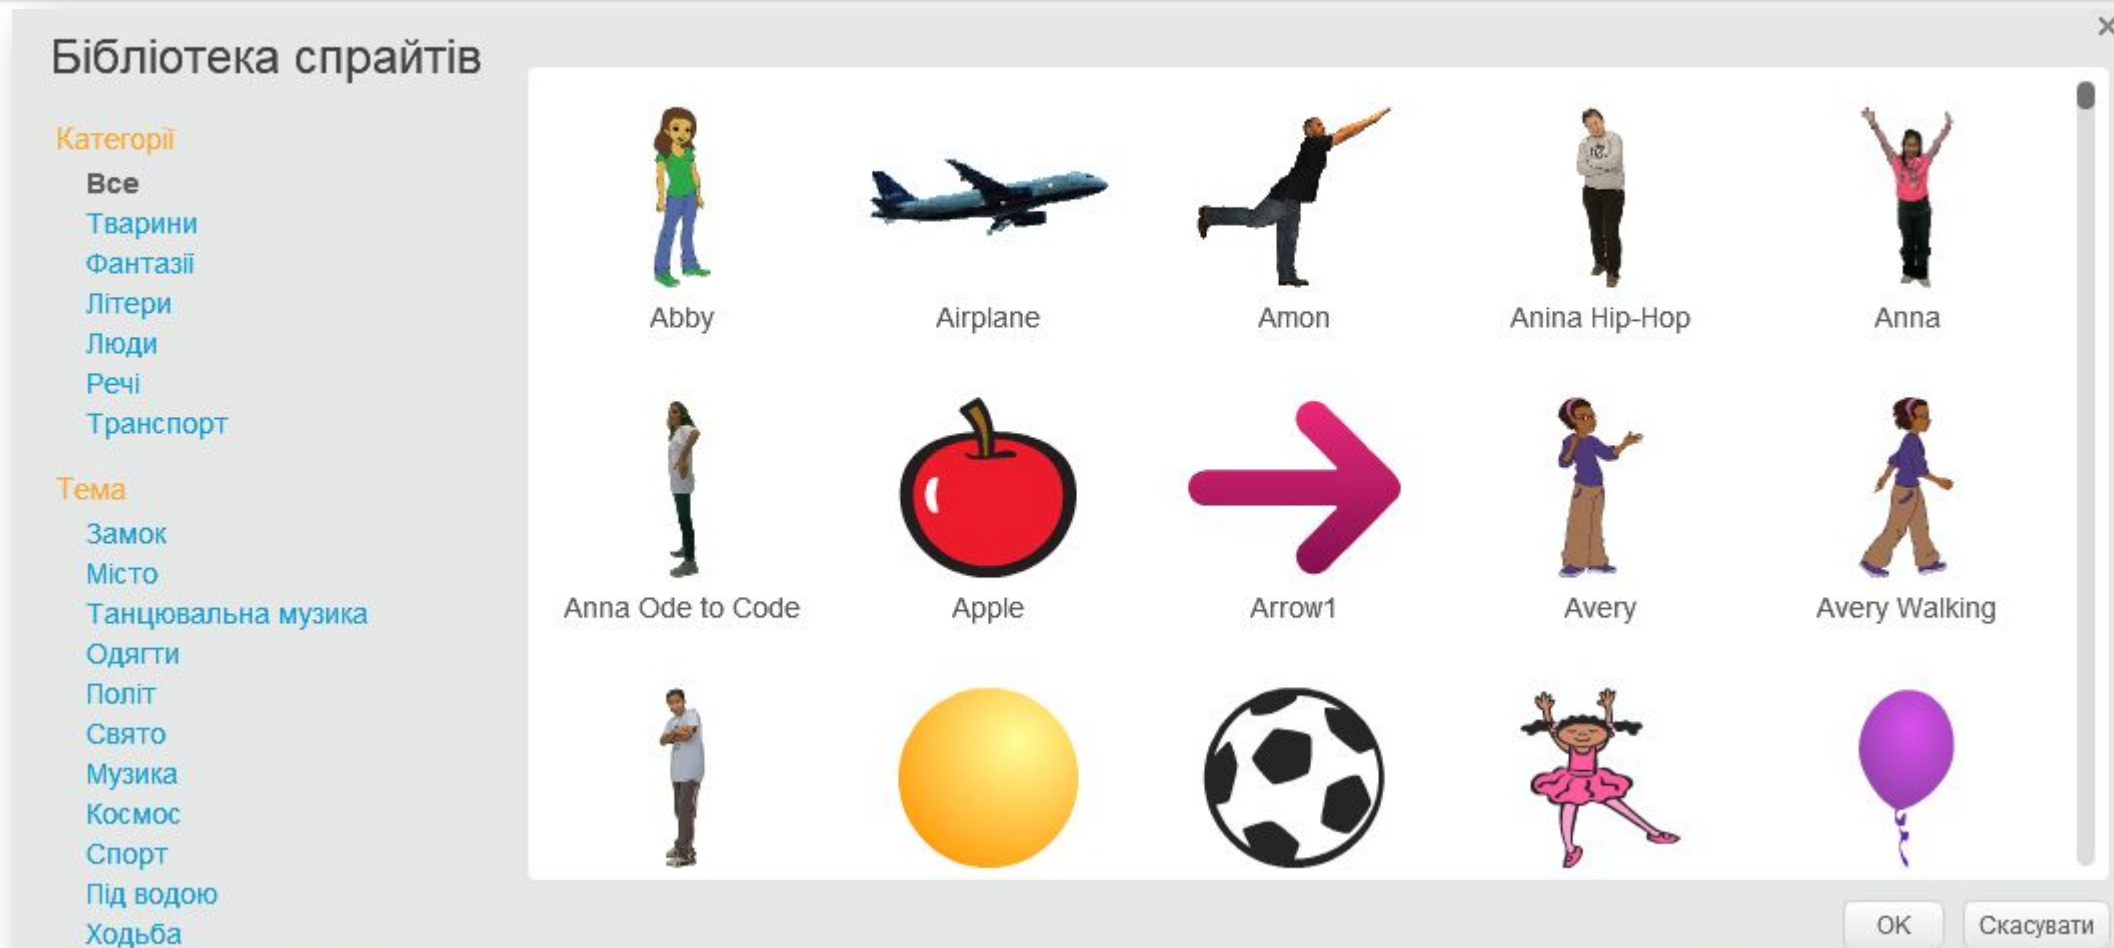 Бібліотека спрайтів
Категорії
Все
Тварини
Фантазії
Літери
Люди
Речі
Транспорт
Тема
Замок
Місто
Танцювальна музика
Одягти
Політ
Свято
Музика
Космос
Спорт
Під водою
Ходьба
Abby
Airplane
Amon
Anina Hip-Hop
Anna
Anna Ode to Code
Apple
Arrow1
Avery
Avery Walking
OK
Скасувати